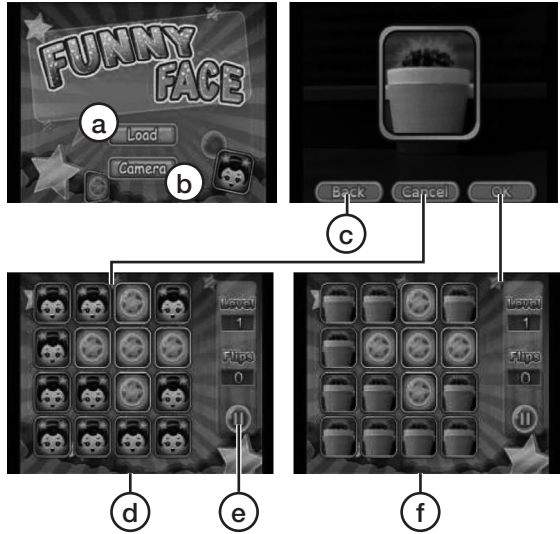 FUNNY
FACE
a
Load
Camera
b
Back
Cancel
OK
c
Level
1
Flips
0
d
e
Level
1
Flips
0
f